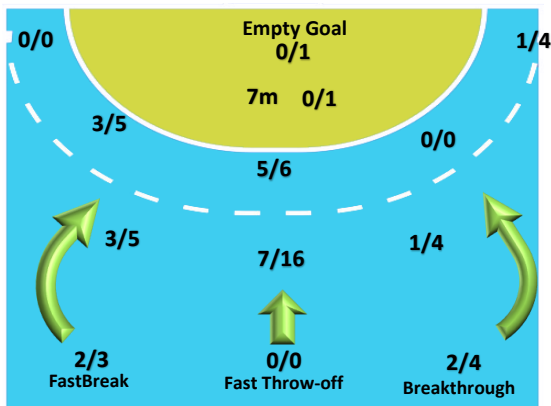 Empty Goal
0/1
0/0
1/4
7m 0/1
3/5
0/0
5/6
3/5
7/16
1/4
2/3
FastBreak
0/0
Fast Throw-off
2/4
Breakthrough